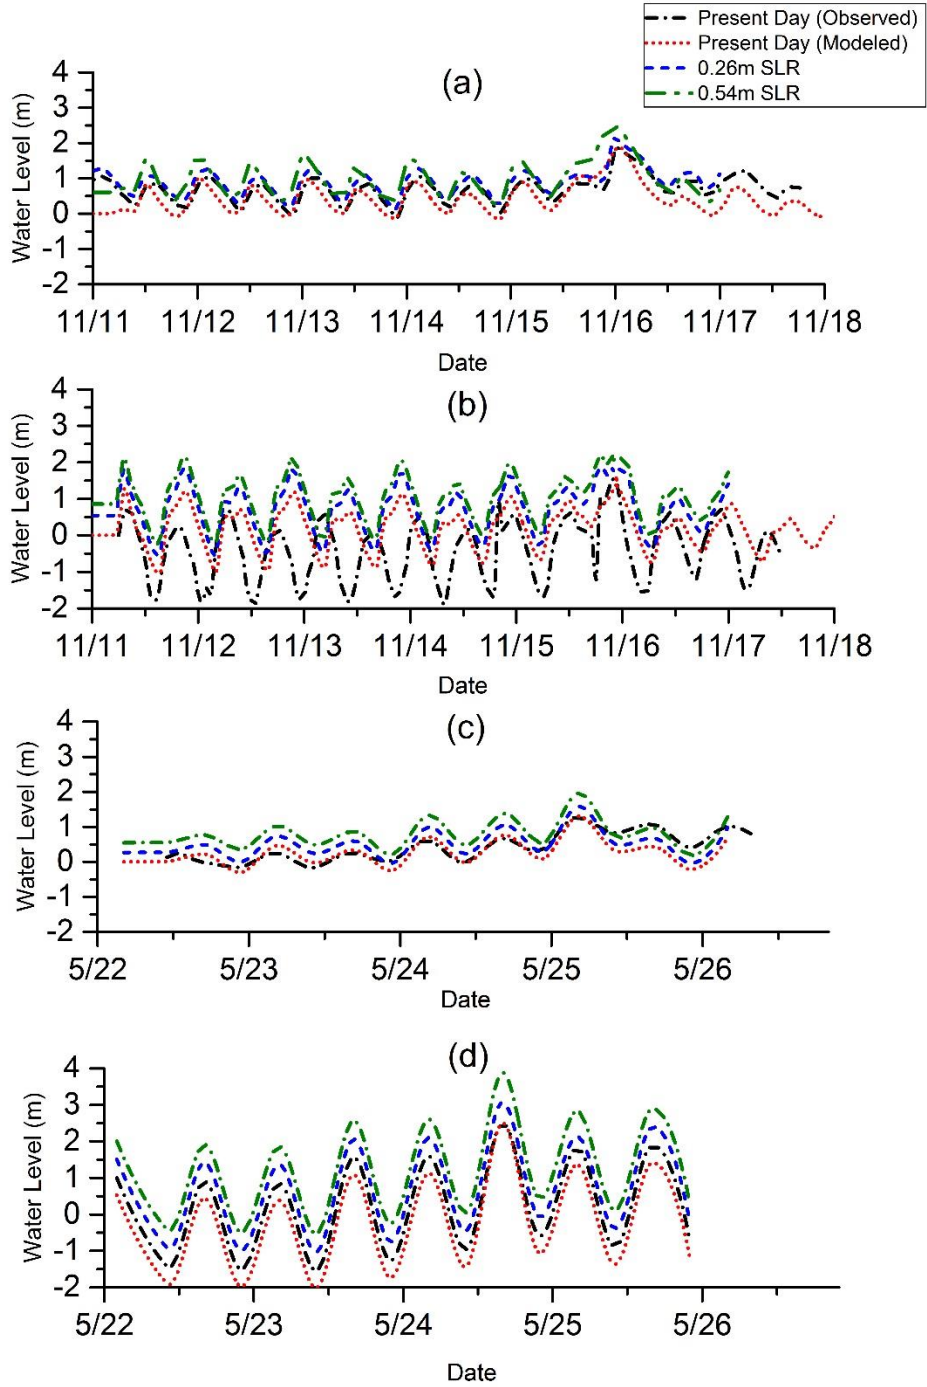 Present Day (Observed)
Present Day (Modeled)
0.26m SLR
0.54m SLR
(a)
Water Level (m)
4
3
2
1
0
-1
-2
11/11 11/12 11/13 11/14 11/15 11/16 11/17 11/18
Date
(b)
Water Level (m)
4
3
2
1
0
-1
-2
11/11 11/12 11/13 11/14 11/15 11/16 11/17 11/18
Date
(c)
Water Level (m)
4
3
2
1
0
-1
-2
5/22 5/23 5/24 5/25 5/26
Date
(d)
Water Level (m)
4
3
2
1
0
-1
-2
5/22 5/23 5/24 5/25 5/26
Date